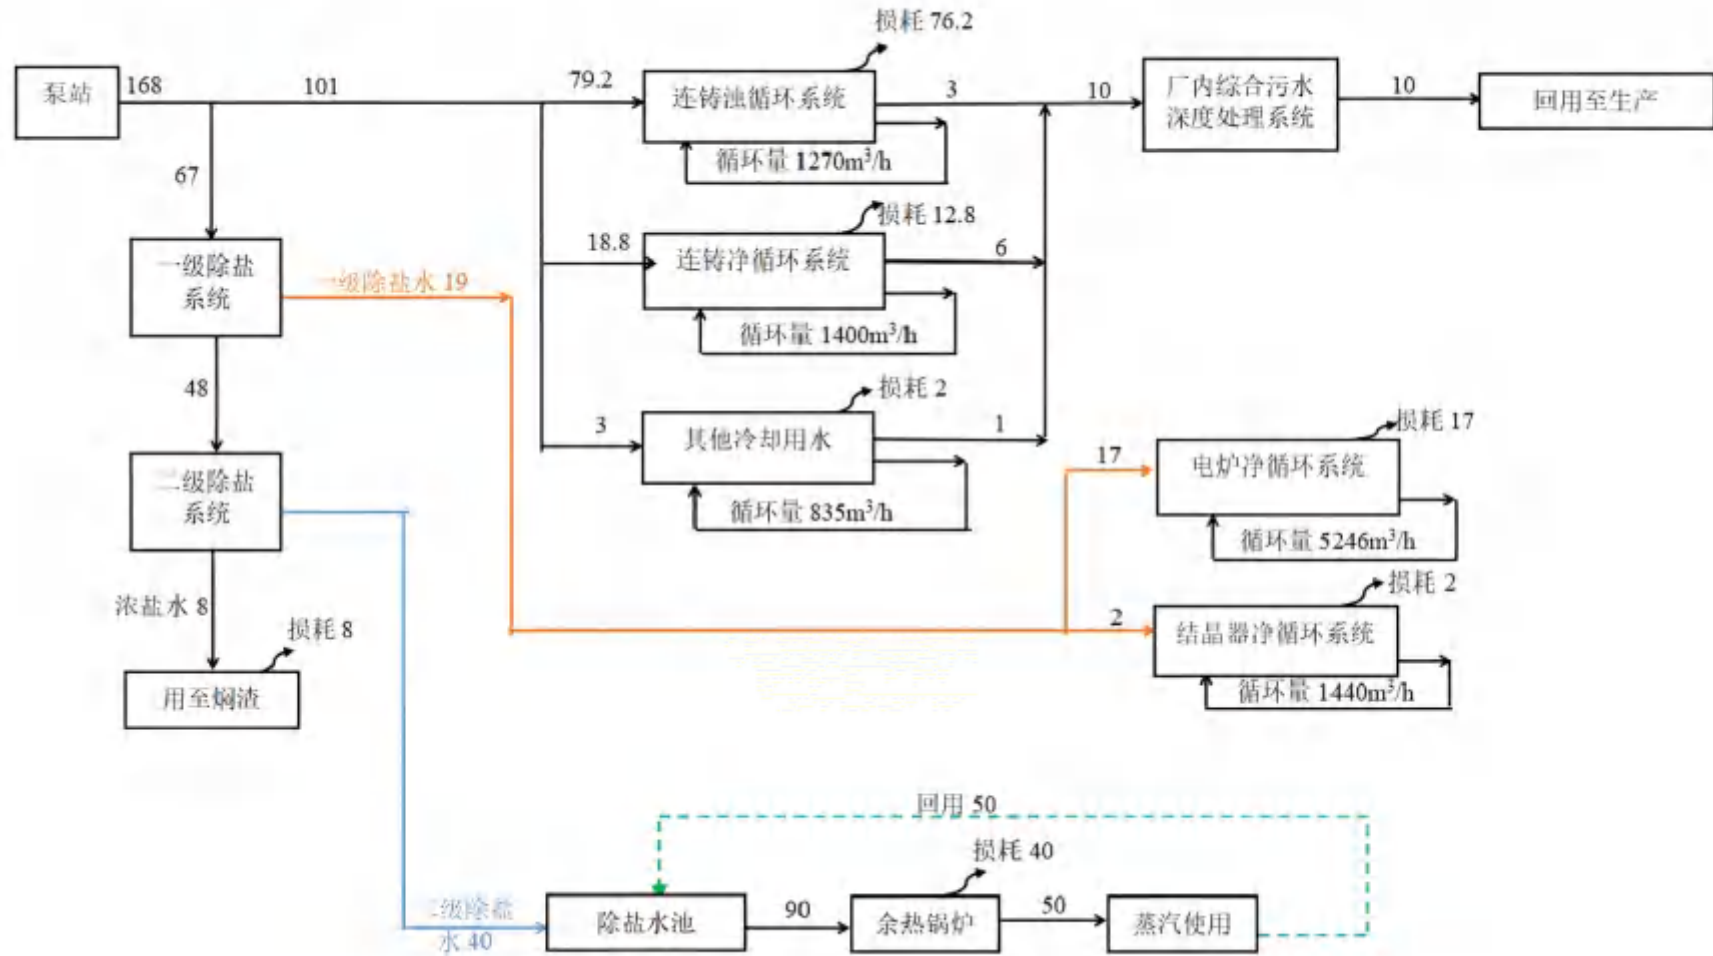 损耗 76.2
泵站
168
101
79.2
连铸浊循环系统
3
10
厂内综合污水
深度处理系统
10
回用至生产
循环量 1270m³/h
67
损耗 12.8
18.8
连铸净循环系统
6
一级除盐
系统
一级除盐水 19
循环量 1400m³/h
48
损耗 2
3
其他冷却用水
1
损耗 17
17
电炉净循环系统
二级除盐
系统
循环量 835m³/h
循环量 5246m³/h
浓盐水 8
损耗 8
损耗 2
2
结晶器净循环系统
用至焖渣
循环量 1440m³/h
回用 50
损耗 40
二级除盐
水 40
除盐水池
90
余热锅炉
50
蒸汽使用